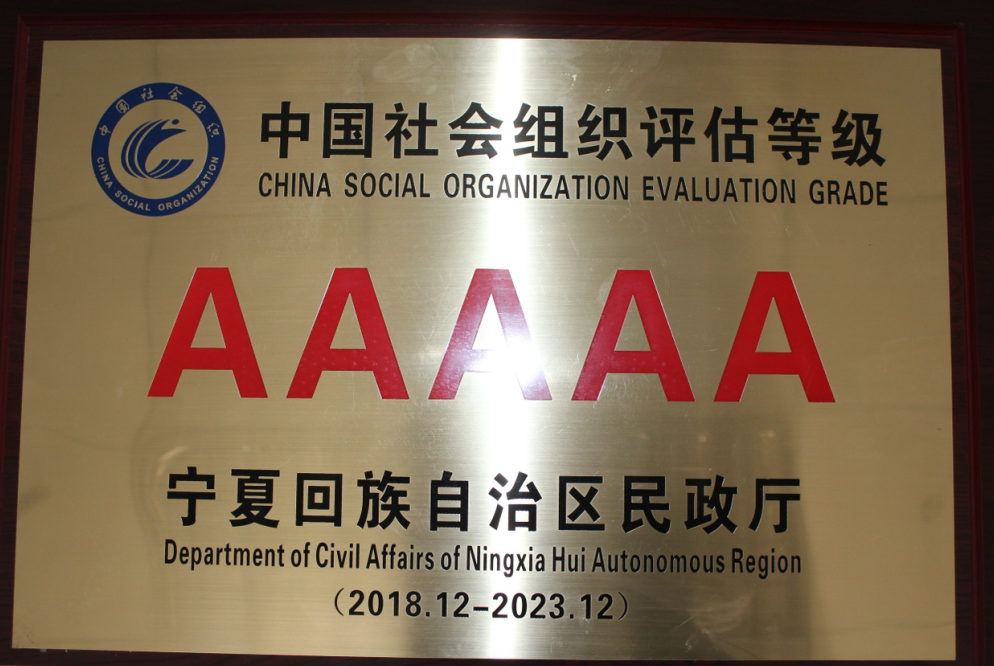 中国社会组织
CHINA SOCIAL ORGANIZATION
中国社会组织评估等级
CHINA SOCIAL ORGANIZATION EVALUATION GRADE
AAAAA
宁夏回族自治区民政厅
Department of Civil Affairs of Ningxia Hui Autonomous Region
（2018.12-2023.12）